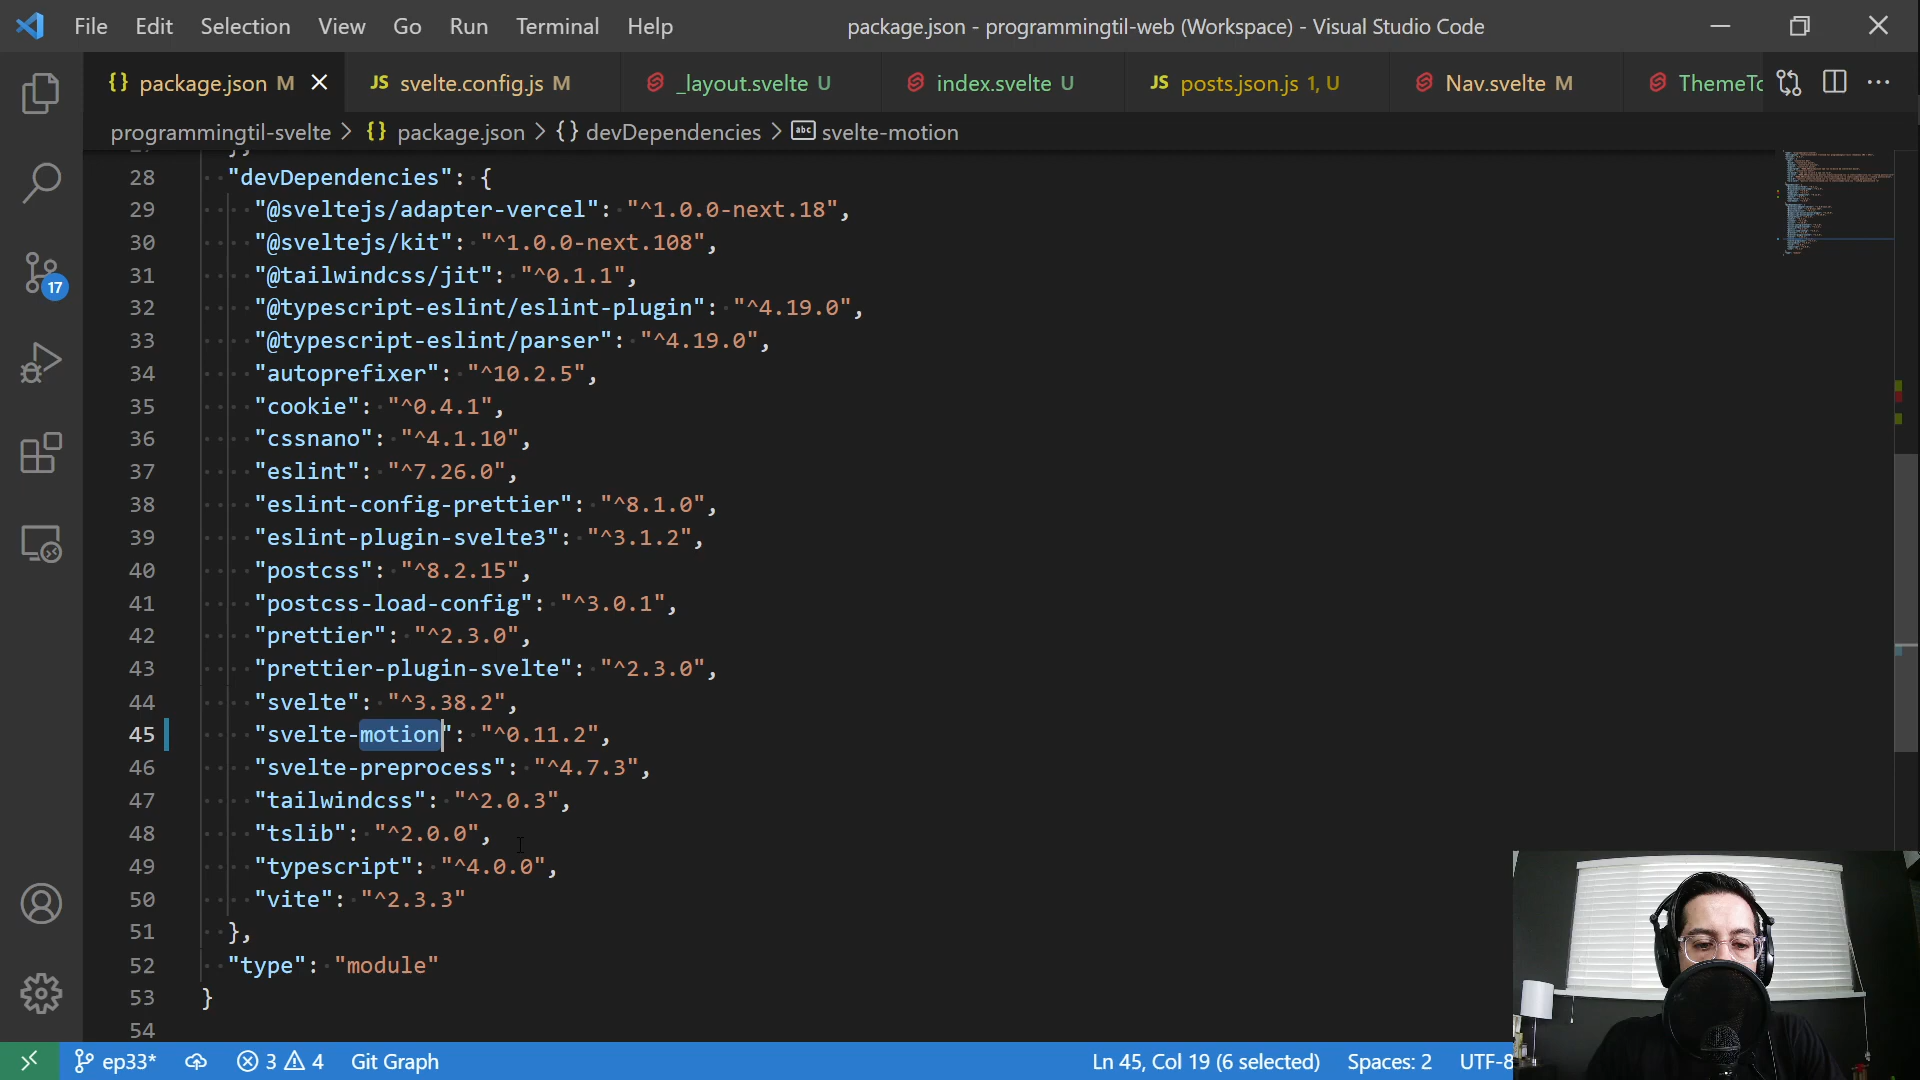 File Edit Selection View Go Run Terminal Help package.json - programmingtil-web (Workspace) - Visual Studio Code
{} package.json M JS svelte.config.js M _layout.svelte U index.svelte U JS posts.json.js 1, U Nav.svelte M ThemeTo
programmingtil-svelte > {} package.json > {} devDependencies > abc svelte-motion
28 "devDependencies": {
29 "@sveltejs/adapter-vercel": "^1.0.0-next.18",
30 "@sveltejs/kit": "^1.0.0-next.108",
31 "@tailwindcss/jit": "^0.1.1",
32 "@typescript-eslint/eslint-plugin": "^4.19.0",
33 "@typescript-eslint/parser": "^4.19.0",
34 "autoprefixer": "^10.2.5",
35 "cookie": "^0.4.1",
36 "cssnano": "^4.1.10",
37 "eslint": "^7.26.0",
38 "eslint-config-prettier": "^8.1.0",
39 "eslint-plugin-svelte3": "^3.1.2",
40 "postcss": "^8.2.15",
41 "postcss-load-config": "^3.0.1",
42 "prettier": "^2.3.0",
43 "prettier-plugin-svelte": "^2.3.0",
44 "svelte": "^3.38.2",
45 "svelte-motion": "^0.11.2",
46 "svelte-preprocess": "^4.7.3",
47 "tailwindcss": "^2.0.3",
48 "tslib": "^2.0.0",
49 "typescript": "^4.0.0",
50 "vite": "^2.3.3"
51 },
52 "type": "module"
53 }
54
17
ep33* 3 4 Git Graph Ln 45, Col 19 (6 selected) Spaces: 2 UTF-8